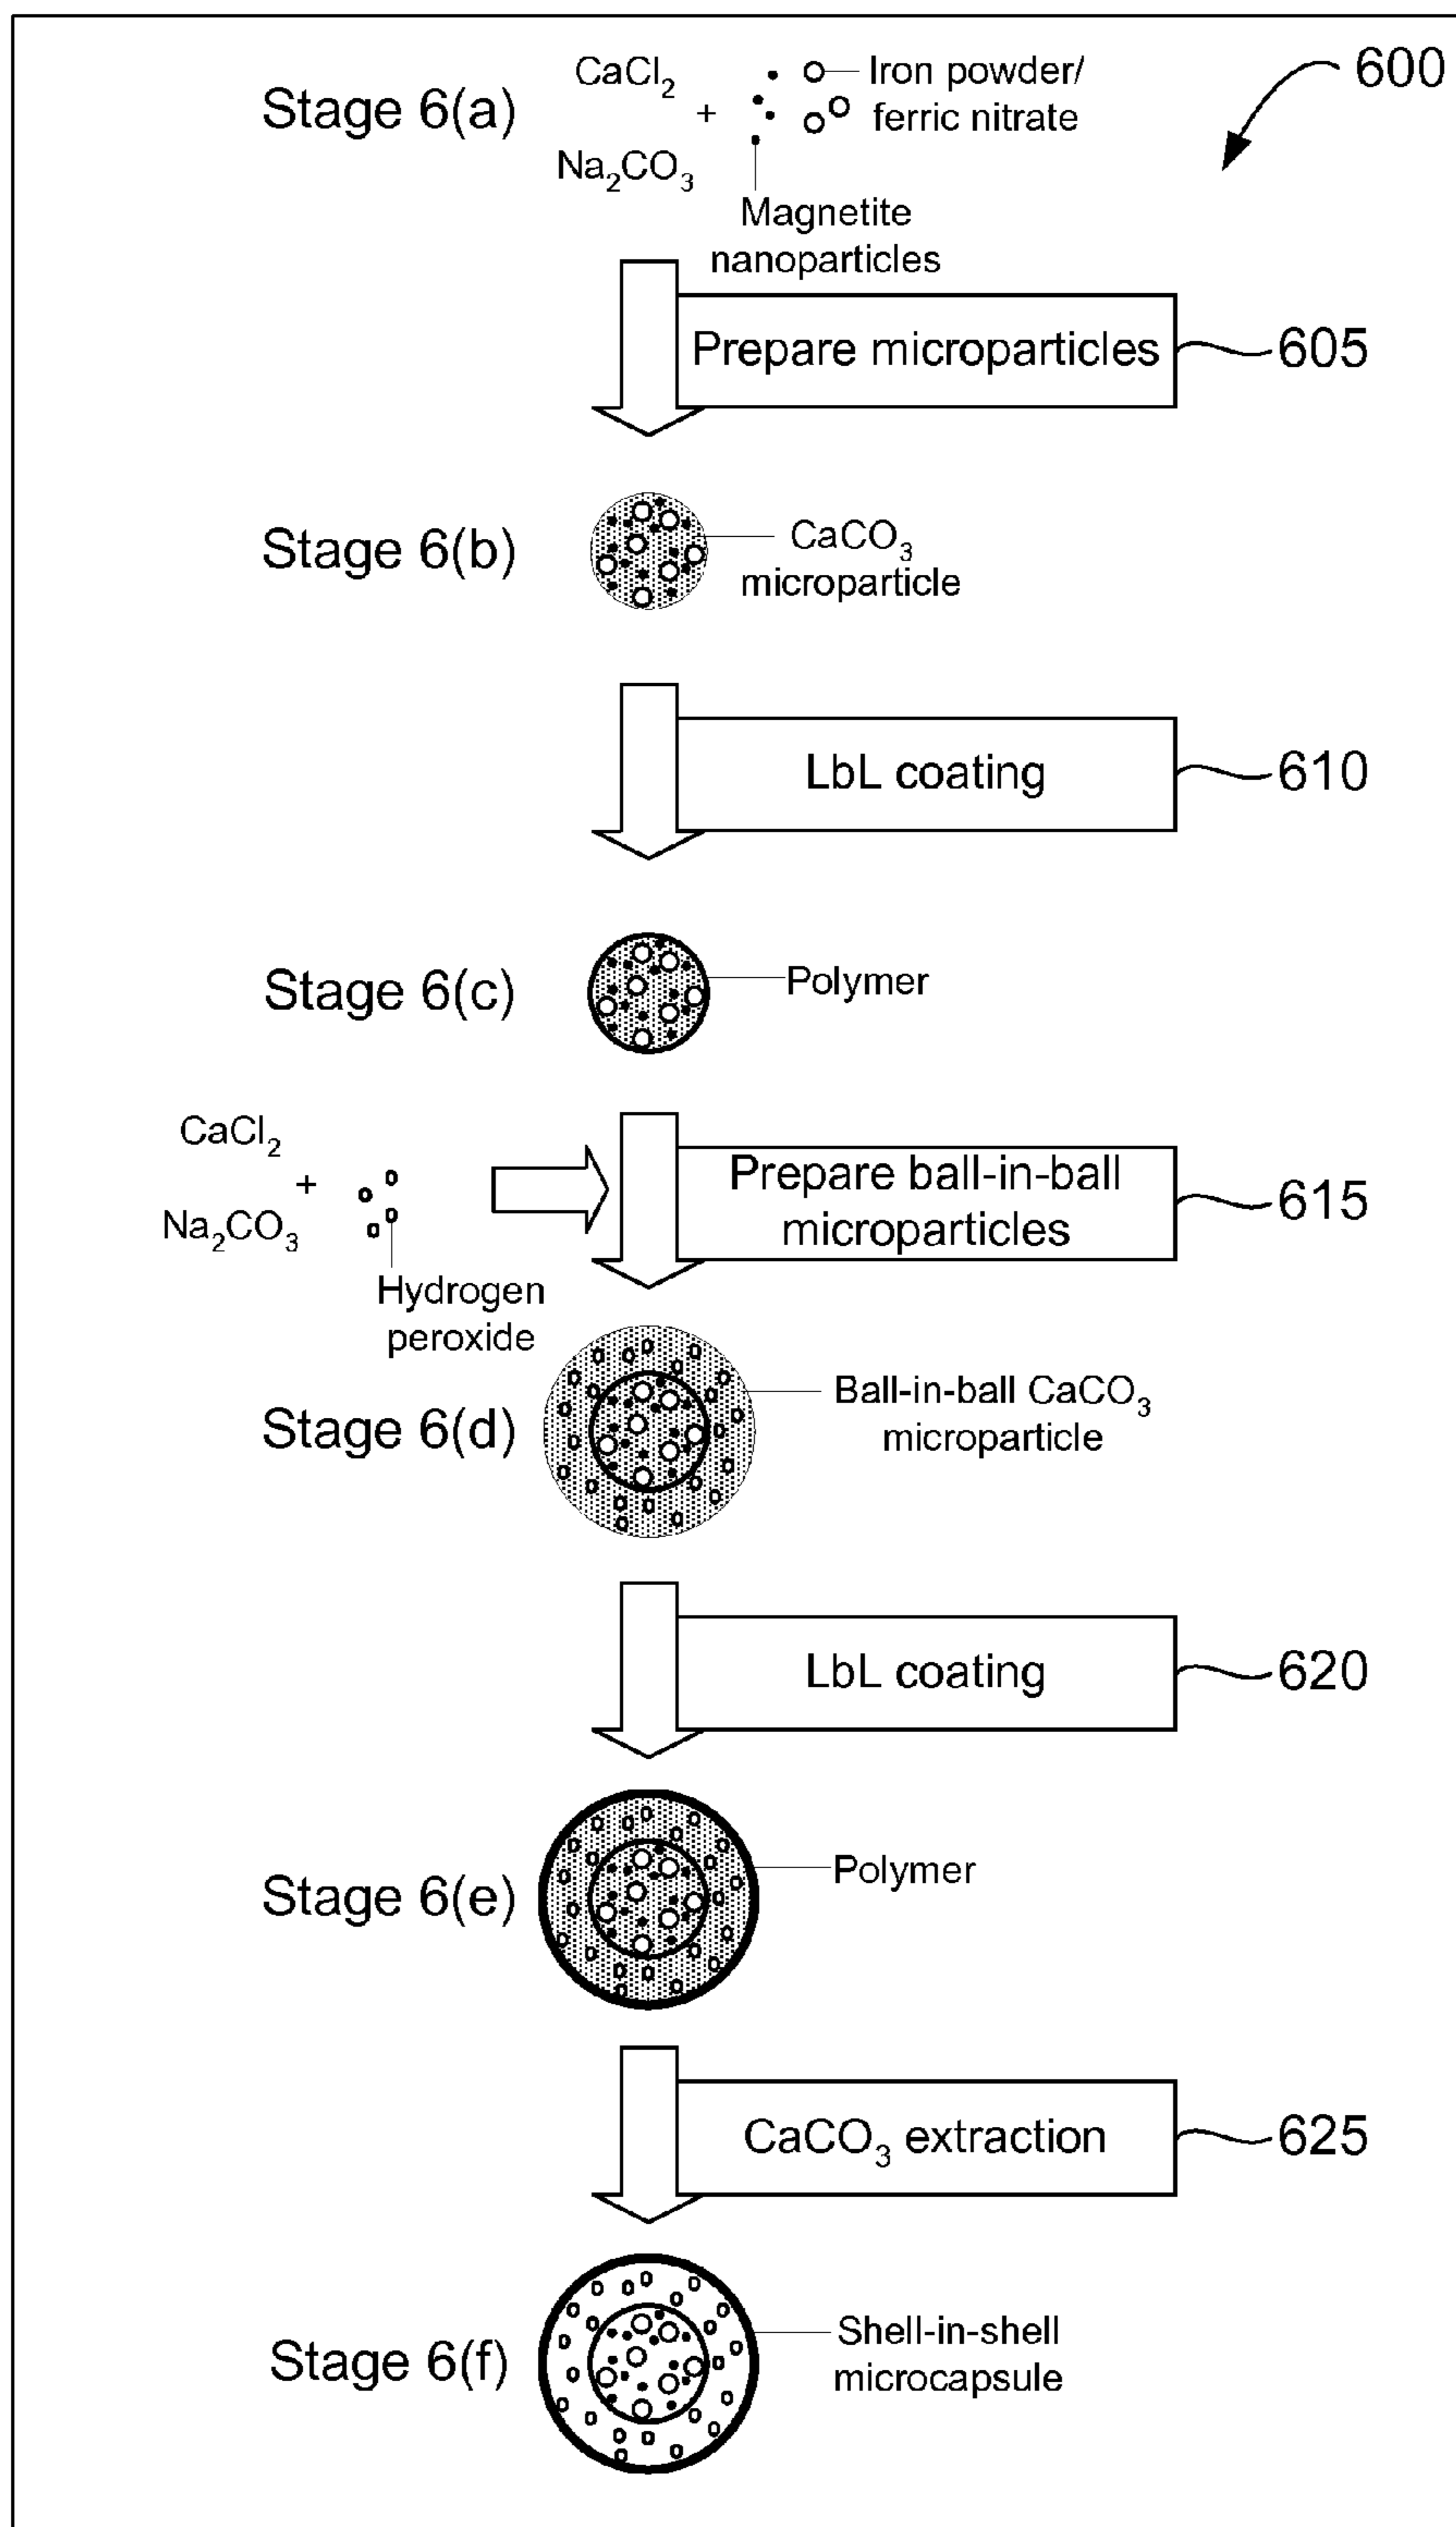 600
Stage 6(a)
CaCl₂
+
Na₂CO₃
Iron powder/
ferric nitrate
Magnetite
nanoparticles
Prepare microparticles
605
Stage 6(b)
CaCO₃
microparticle
LbL coating
610
Stage 6(c)
Polymer
CaCl₂
+
Na₂CO₃
Hydrogen
peroxide
Prepare ball-in-ball
microparticles
615
Stage 6(d)
Ball-in-ball CaCO₃
microparticle
LbL coating
620
Stage 6(e)
Polymer
CaCO₃ extraction
625
Stage 6(f)
Shell-in-shell
microcapsule